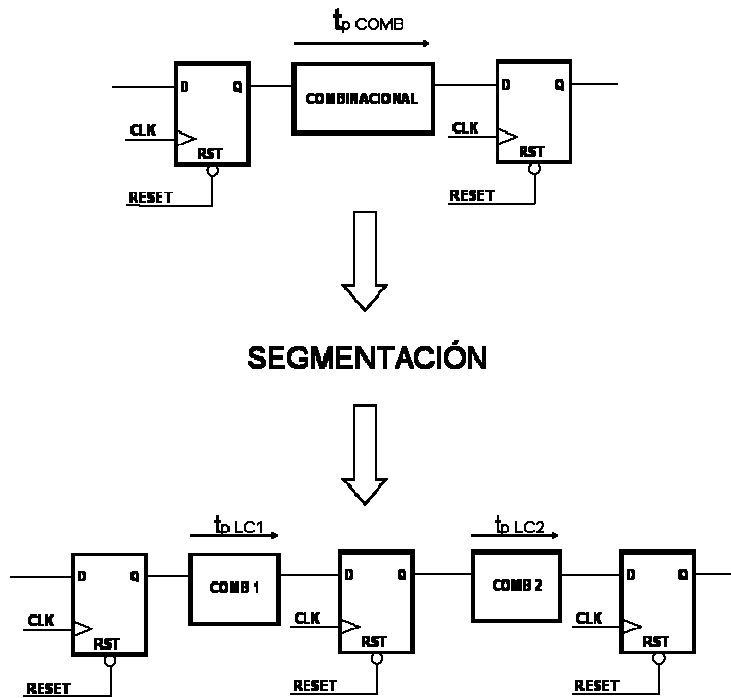 tp COMB
D Q COMBINACIONAL D Q
CLK CLK
RST RST
RESET RESET
SEGMENTACIÓN
tp LC1 tp LC2
D Q COMB 1 D Q COMB 2 D Q
CLK CLK CLK
RST RST RST
RESET RESET RESET